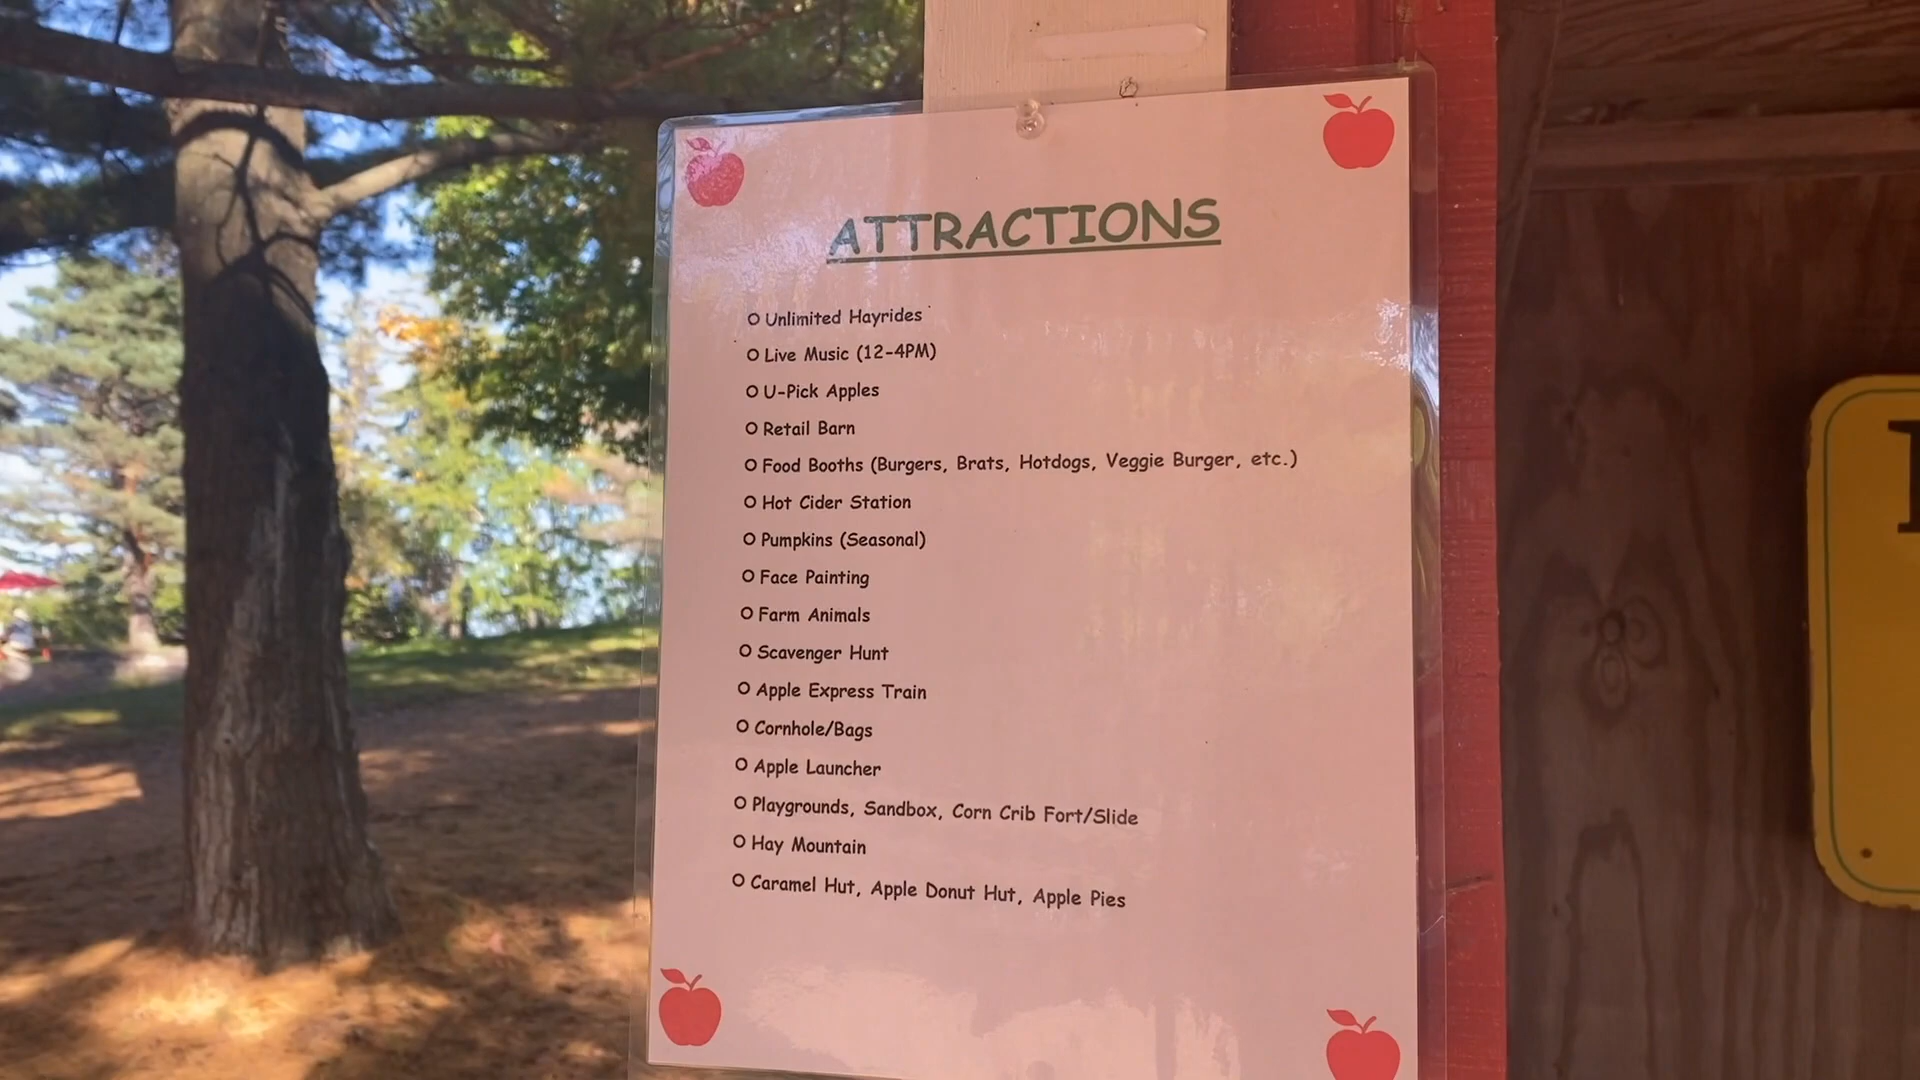 ATTRACTIONS
O Unlimited Hayrides
O Live Music (12-4PM)
O U-Pick Apples
O Retail Barn
O Food Booths (Burgers, Brats, Hotdogs, Veggie Burger, etc.)
O Hot Cider Station
O Pumpkins (Seasonal)
O Face Painting
O Farm Animals
O Scavenger Hunt
O Apple Express Train
O Cornhole/Bags
O Apple Launcher
O Playgrounds, Sandbox, Corn Crib Fort/Slide
O Hay Mountain
O Caramel Hut, Apple Donut Hut, Apple Pies